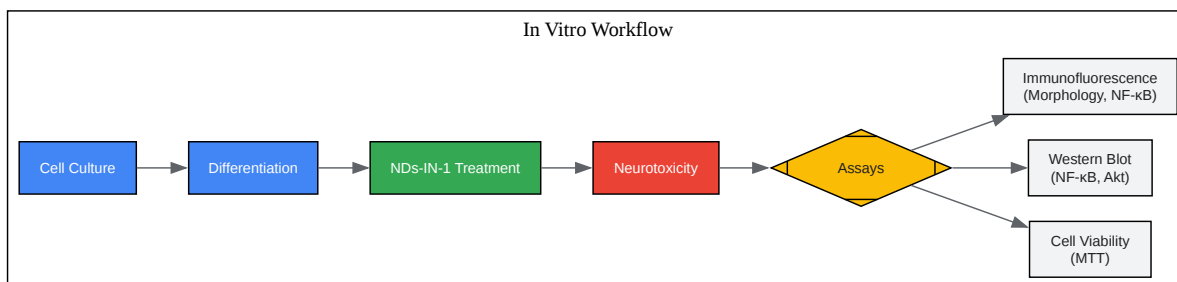 In Vitro Workflow
Cell Culture
Differentiation
NDs-IN-1 Treatment
Neurotoxicity
Assays
Immunofluorescence
(Morphology, NF-κB)
Western Blot
(NF-κB, Akt)
Cell Viability
(MTT)